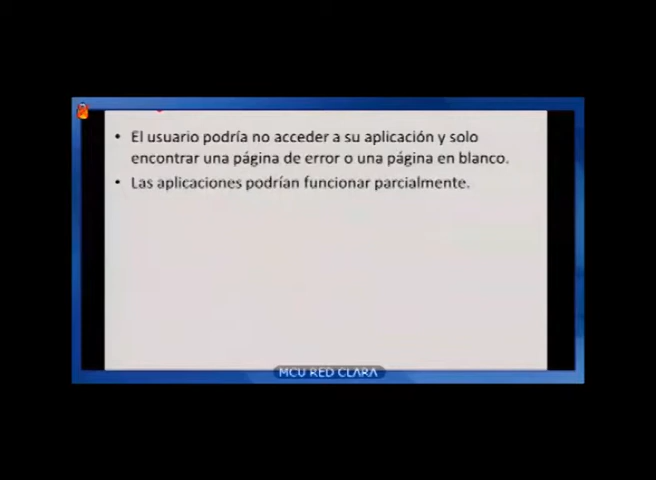 • El usuario podría no acceder a su aplicación y solo
encontrar una página de error o una página en blanco.
• Las aplicaciones podrían funcionar parcialmente.
MCU RED CLARA